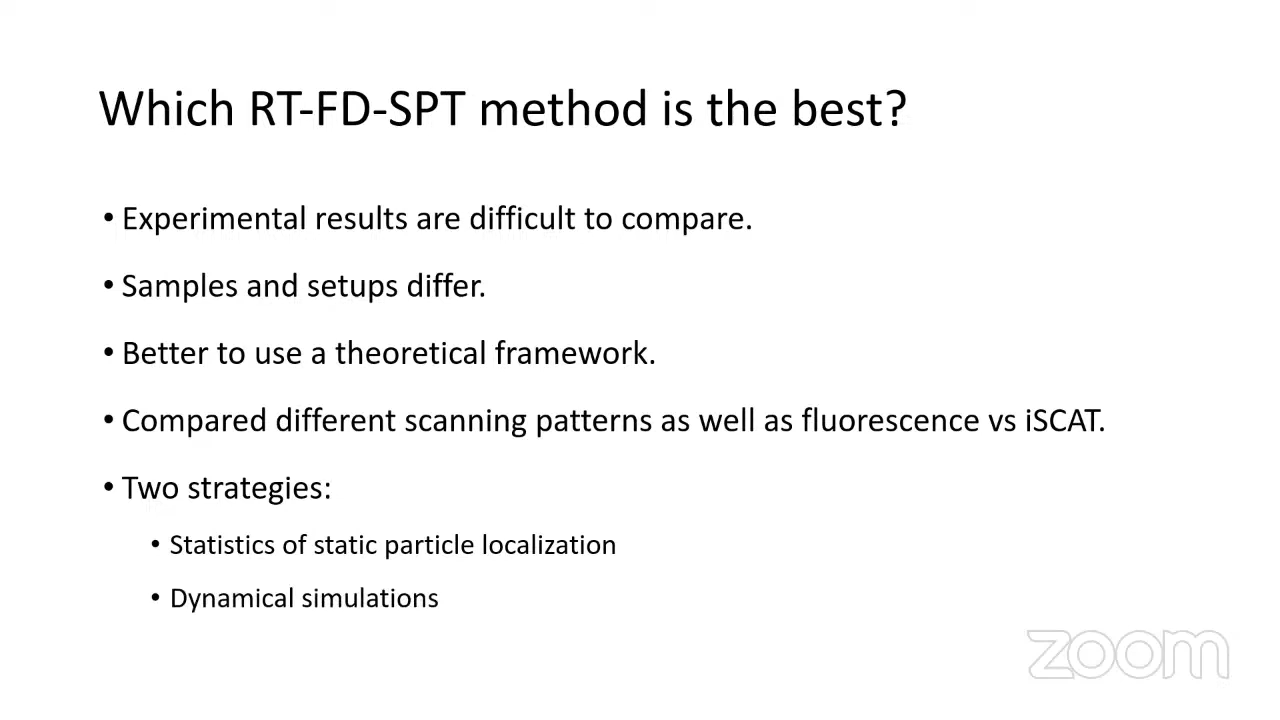 Which RT-FD-SPT method is the best?
• Experimental results are difficult to compare.
• Samples and setups differ.
• Better to use a theoretical framework.
• Compared different scanning patterns as well as fluorescence vs iSCAT.
• Two strategies:
• Statistics of static particle localization
• Dynamical simulations
zoom